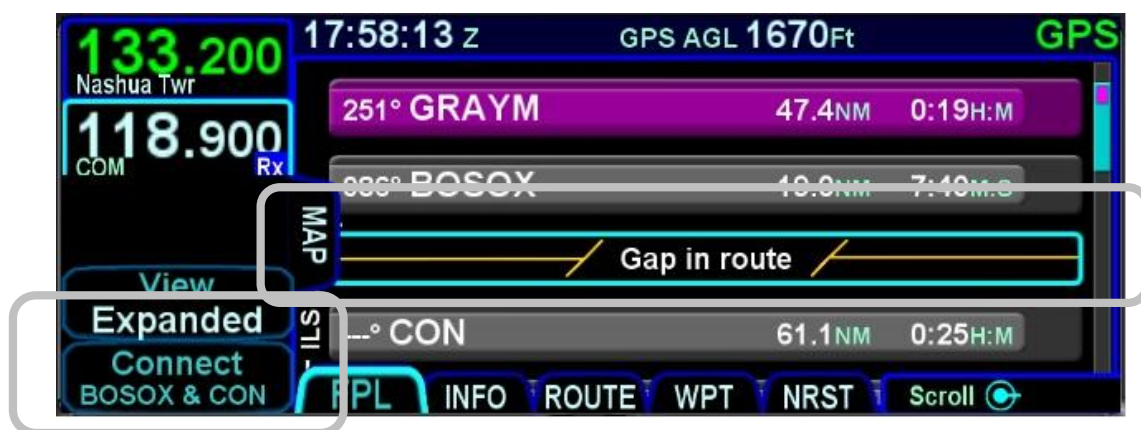 133.200
Nashua Twr
118.900
COM Rx
17:58:13 Z GPS AGL 1670Ft GPS
251° GRAYM 47.4NM 0:19H:M
BOSOX
MAP
Gap in route
View
Expanded
Connect
BOSOX & CON
ILS
---° CON 61.1NM 0:25H:M
FPL INFO ROUTE WPT NRST Scroll